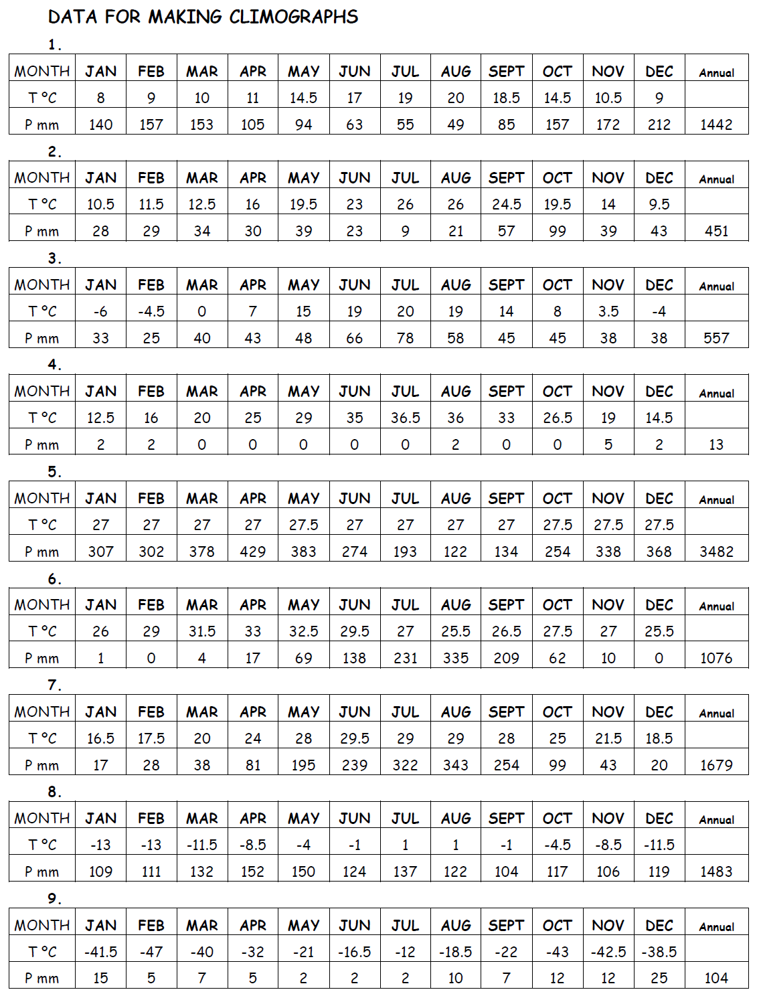 DATA FOR MAKING CLIMOGRAPHS
1.
MONTH JAN FEB MAR APR MAY JUN JUL AUG SEPT OCT NOV DEC Annual
T ºC 8 9 10 11 14.5 17 19 20 18.5 14.5 10.5 9
P mm 140 157 153 105 94 63 55 49 85 157 172 212 1442
2.
MONTH JAN FEB MAR APR MAY JUN JUL AUG SEPT OCT NOV DEC Annual
T ºC 10.5 11.5 12.5 16 19.5 23 26 26 24.5 19.5 14 9.5
P mm 28 29 34 30 39 23 9 21 57 99 39 43 451
3.
MONTH JAN FEB MAR APR MAY JUN JUL AUG SEPT OCT NOV DEC Annual
T ºC -6 -4.5 0 7 15 19 20 19 14 8 3.5 -4
P mm 33 25 40 43 48 66 78 58 45 45 38 38 557
4.
MONTH JAN FEB MAR APR MAY JUN JUL AUG SEPT OCT NOV DEC Annual
T ºC 12.5 16 20 25 29 35 36.5 36 33 26.5 19 14.5
P mm 2 2 0 0 0 0 0 2 0 0 5 2 13
5.
MONTH JAN FEB MAR APR MAY JUN JUL AUG SEPT OCT NOV DEC Annual
T ºC 27 27 27 27 27.5 27 27 27 27 27.5 27.5 27.5
P mm 307 302 378 429 383 274 193 122 134 254 338 368 3482
6.
MONTH JAN FEB MAR APR MAY JUN JUL AUG SEPT OCT NOV DEC Annual
T ºC 26 29 31.5 33 32.5 29.5 27 25.5 26.5 27.5 27 25.5
P mm 1 0 4 17 69 138 231 335 209 62 10 0 1076
7.
MONTH JAN FEB MAR APR MAY JUN JUL AUG SEPT OCT NOV DEC Annual
T ºC 16.5 17.5 20 24 28 29.5 29 29 28 25 21.5 18.5
P mm 17 28 38 81 195 239 322 343 254 99 43 20 1679
8.
MONTH JAN FEB MAR APR MAY JUN JUL AUG SEPT OCT NOV DEC Annual
T ºC -13 -13 -11.5 -8.5 -4 -1 1 1 -1 -4.5 -8.5 -11.5
P mm 109 111 132 152 150 124 137 122 104 117 106 119 1483
9.
MONTH JAN FEB MAR APR MAY JUN JUL AUG SEPT OCT NOV DEC Annual
T ºC -41.5 -47 -40 -32 -21 -16.5 -12 -18.5 -22 -43 -42.5 -38.5
P mm 15 5 7 5 2 2 2 10 7 12 12 25 104